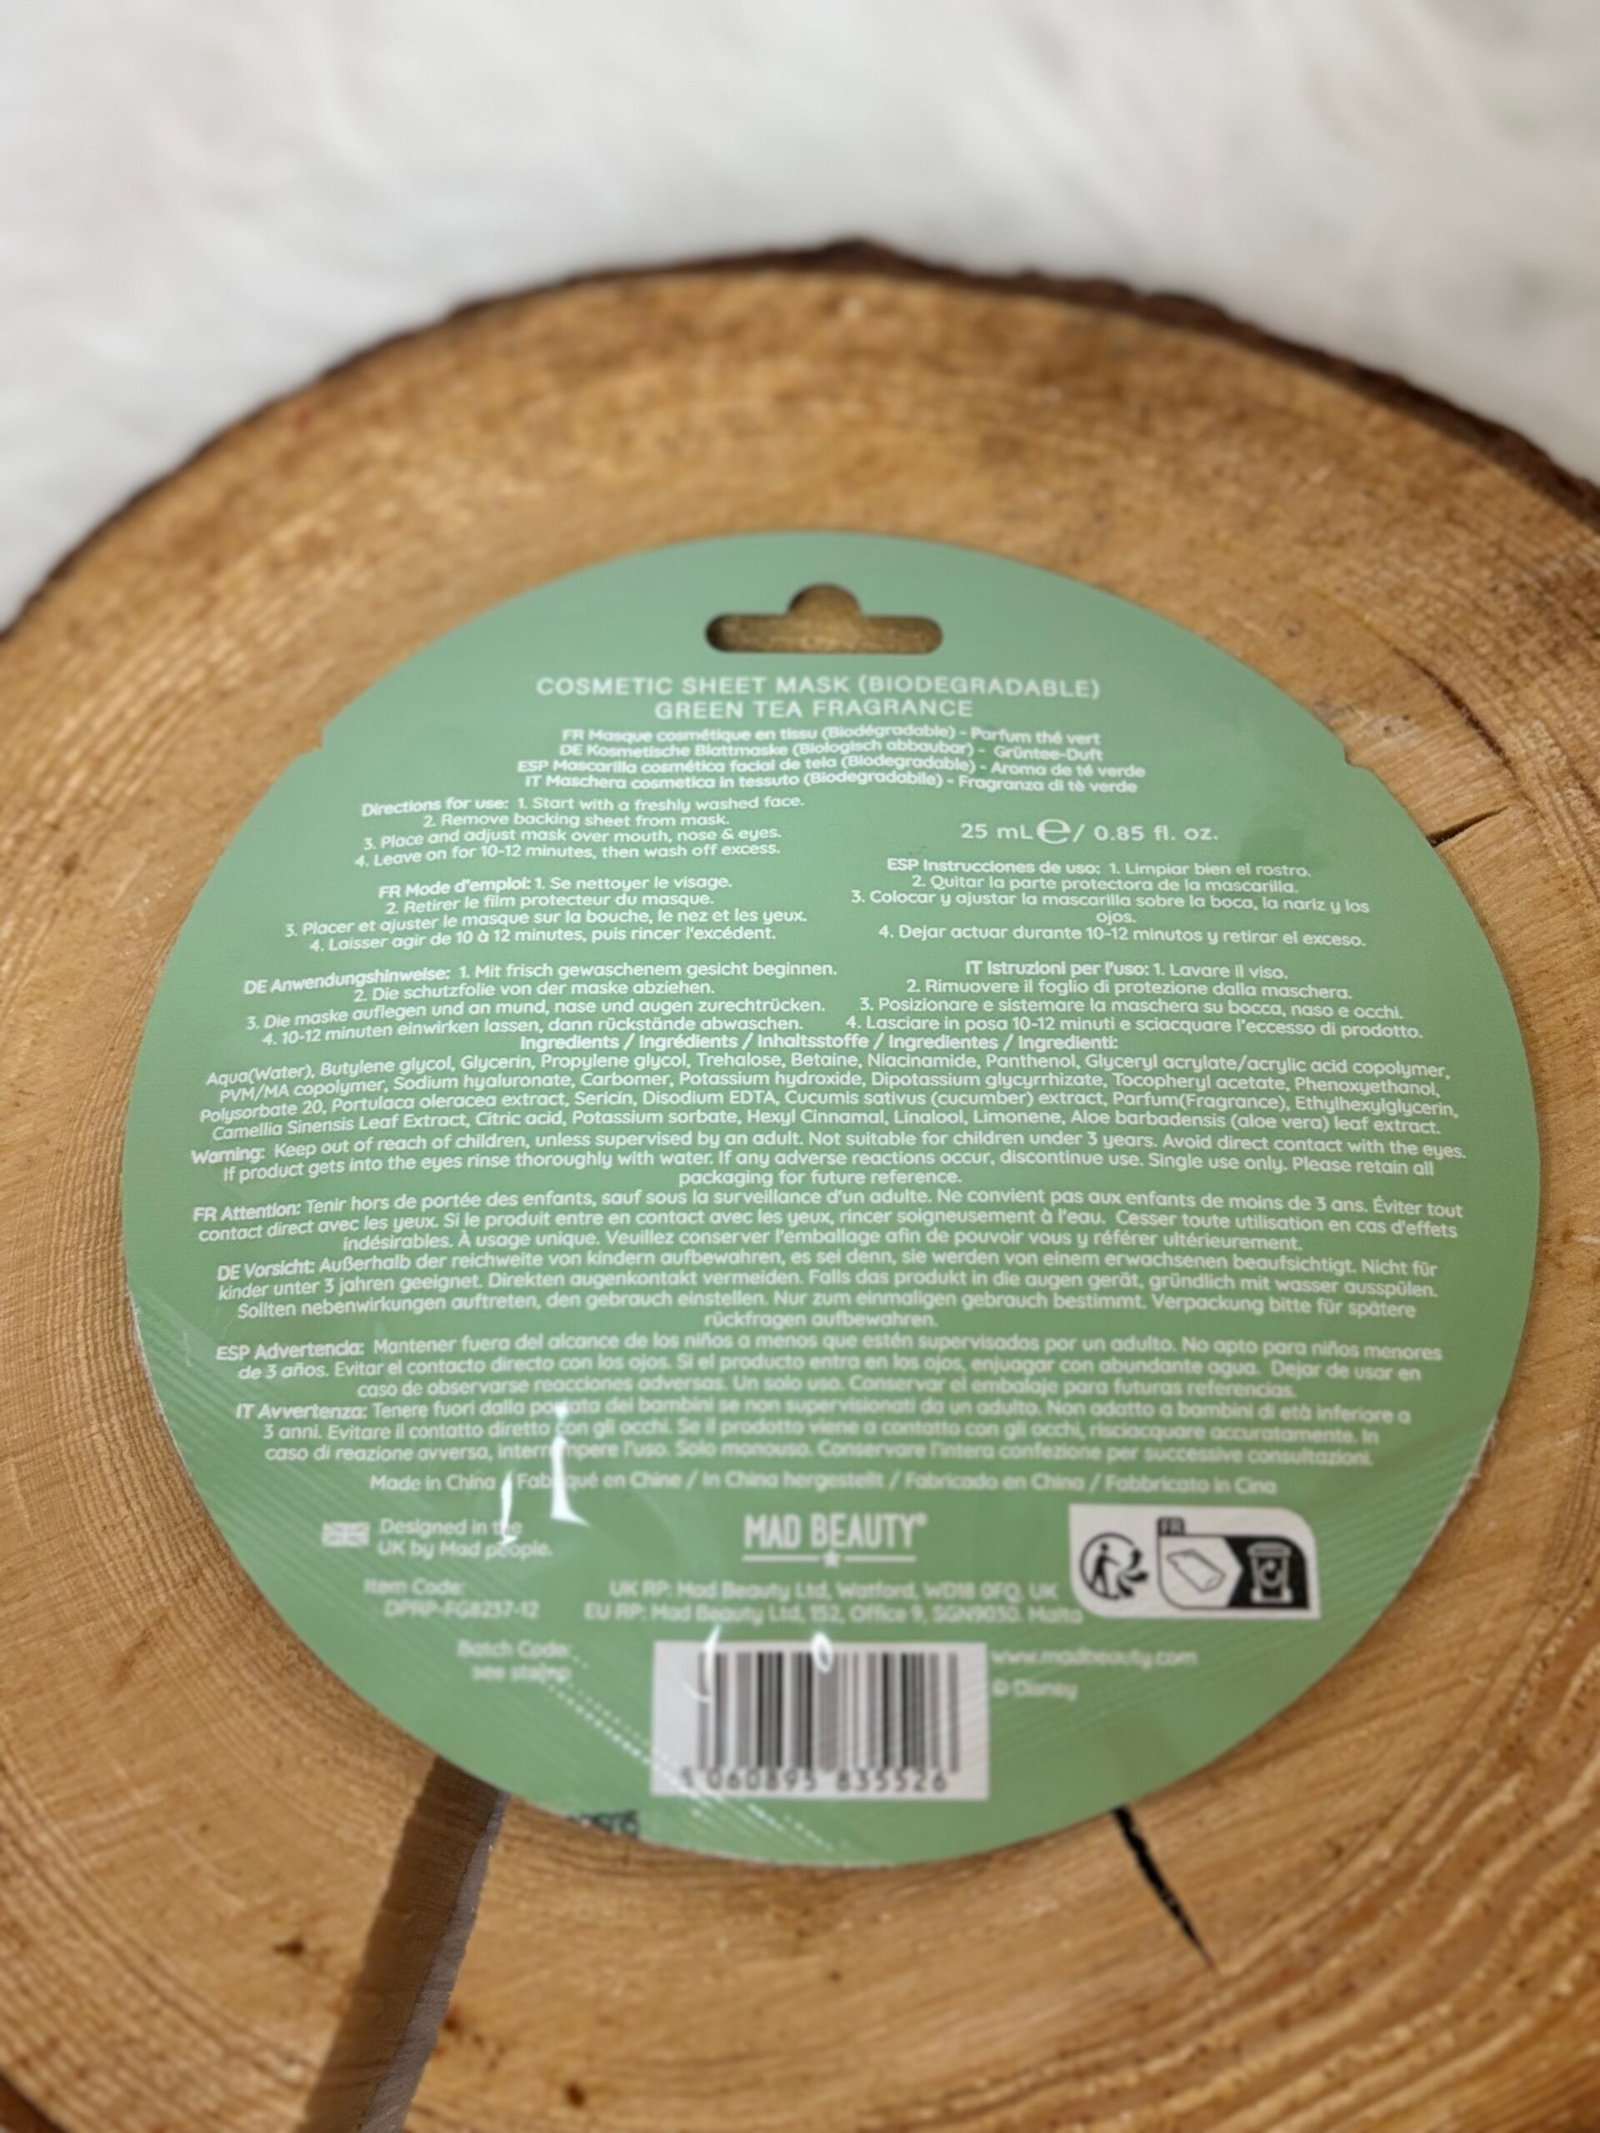 COSMETIC SHEET MASK (BIODEGRADABLE)
GREEN TEA FRAGRANCE
FR Masque cosmétique en tissu (Biodégradable) - Parfum thé vert
DE Kosmetische Blattmaske (Biologisch abbaubar) - Grüntee-Duft
ESP Mascarilla cosmética facial de tela (Biodegradable) - Aroma de té verde
IT Maschera cosmetica in tessuto (Biodegradabile) - Fragranza di tè verde
Directions for use: 1. Start with a freshly washed face.
2. Remove backing sheet from mask.
3. Place and adjust mask over mouth, nose & eyes.
4. Leave on for 10-12 minutes, then wash off excess.
FR Mode d'emploi: 1. Se nettoyer le visage.
2. Retirer le film protecteur du masque.
3. Placer et ajuster le masque sur la bouche, le nez et les yeux.
4. Laisser agir de 10 à 12 minutes, puis rincer l'excédent.
DE Anwendungshinweise: 1. Mit frisch gewaschenem gesicht beginnen.
2. Die schutzfolie von der maske abziehen.
3. Die maske auflegen und an mund, nase und augen zurechtrücken.
4. 10-12 minuten einwirken lassen, dann rückstände abwaschen.
25 mL℮/ 0.85 fl. oz.
ESP Instrucciones de uso: 1. Limpiar bien el rostro.
2. Quitar la parte protectora de la mascarilla.
3. Colocar y ajustar la mascarilla sobre la boca, la nariz y los
ojos.
4. Dejar actuar durante 10-12 minutos y retirar el exceso.
IT Istruzioni per l'uso: 1. Lavare il viso.
2. Rimuovere il foglio di protezione dalla maschera.
3. Posizionare e sistemare la maschera su bocca, naso e occhi.
4. Lasciare in posa 10-12 minuti e sciacquare l'eccesso di prodotto.
Ingredients / Ingrédients / Inhaltsstoffe / Ingredientes / Ingredienti:
Aqua(Water), Butylene glycol, Glycerin, Propylene glycol, Trehalose, Betaine, Niacinamide, Panthenol, Glyceryl acrylate/acrylic acid copolymer,
PVM/MA copolymer, Sodium hyaluronate, Carbomer, Potassium hydroxide, Dipotassium glycyrrhizate, Tocopheryl acetate, Phenoxyethanol,
Polysorbate 20, Portulaca oleracea extract, Sericin, Disodium EDTA, Cucumis sativus (cucumber) extract, Parfum(Fragrance), Ethylhexylglycerin,
Camellia Sinensis Leaf Extract, Citric acid, Potassium sorbate, Hexyl Cinnamal, Linalool, Limonene, Aloe barbadensis (aloe vera) leaf extract.
Warning: Keep out of reach of children, unless supervised by an adult. Not suitable for children under 3 years. Avoid direct contact with the eyes.
If product gets into the eyes rinse thoroughly with water. If any adverse reactions occur, discontinue use. Single use only. Please retain all
packaging for future reference.
FR Attention: Tenir hors de portée des enfants, sauf sous la surveillance d'un adulte. Ne convient pas aux enfants de moins de 3 ans. Éviter tout
contact direct avec les yeux. Si le produit entre en contact avec les yeux, rincer soigneusement à l'eau. Cesser toute utilisation en cas d'effets
indésirables. À usage unique. Veuillez conserver l'emballage afin de pouvoir vous y référer ultérieurement.
DE Vorsicht: Außerhalb der reichweite von kindern aufbewahren, es sei denn, sie werden von einem erwachsenen beaufsichtigt. Nicht für
kinder unter 3 jahren geeignet. Direkten augenkontakt vermeiden. Falls das produkt in die augen gerät, gründlich mit wasser ausspülen.
Sollten nebenwirkungen auftreten, den gebrauch einstellen. Nur zum einmaligen gebrauch bestimmt. Verpackung bitte für spätere
rückfragen aufbewahren.
ESP Advertencia: Mantener fuera del alcance de los niños a menos que estén supervisados por un adulto. No apto para niños menores
de 3 años. Evitar el contacto directo con los ojos. Si el producto entra en los ojos, enjuagar con abundante agua. Dejar de usar en
caso de observarse reacciones adversas. Un solo uso. Conservar el embalaje para futuras referencias.
IT Avvertenza: Tenere fuori dalla portata dei bambini se non supervisionati da un adulto. Non adatto a bambini di età inferiore a
3 anni. Evitare il contatto diretto con gli occhi. Se il prodotto viene a contatto con gli occhi, risciacquare accuratamente. In
caso di reazione avversa, interrompere l'uso. Solo monouso. Conservare l'intera confezione per successive consultazioni.
Made in China / Fabriqué en Chine / In China hergestellt / Fabricado en China / Fabbricato in Cina
Designed in the
UK by Mad people.
MAD BEAUTY®
FR
Item Code:
DPRP-FG8237-12
UK RP: Mad Beauty Ltd, Watford, WD18 0FQ, UK
EU RP: Mad Beauty Ltd, 152, Office 9, SGN9030. Malta
Batch Code:
see stamp
www.madbeauty.com
© Disney
5 060895 835526